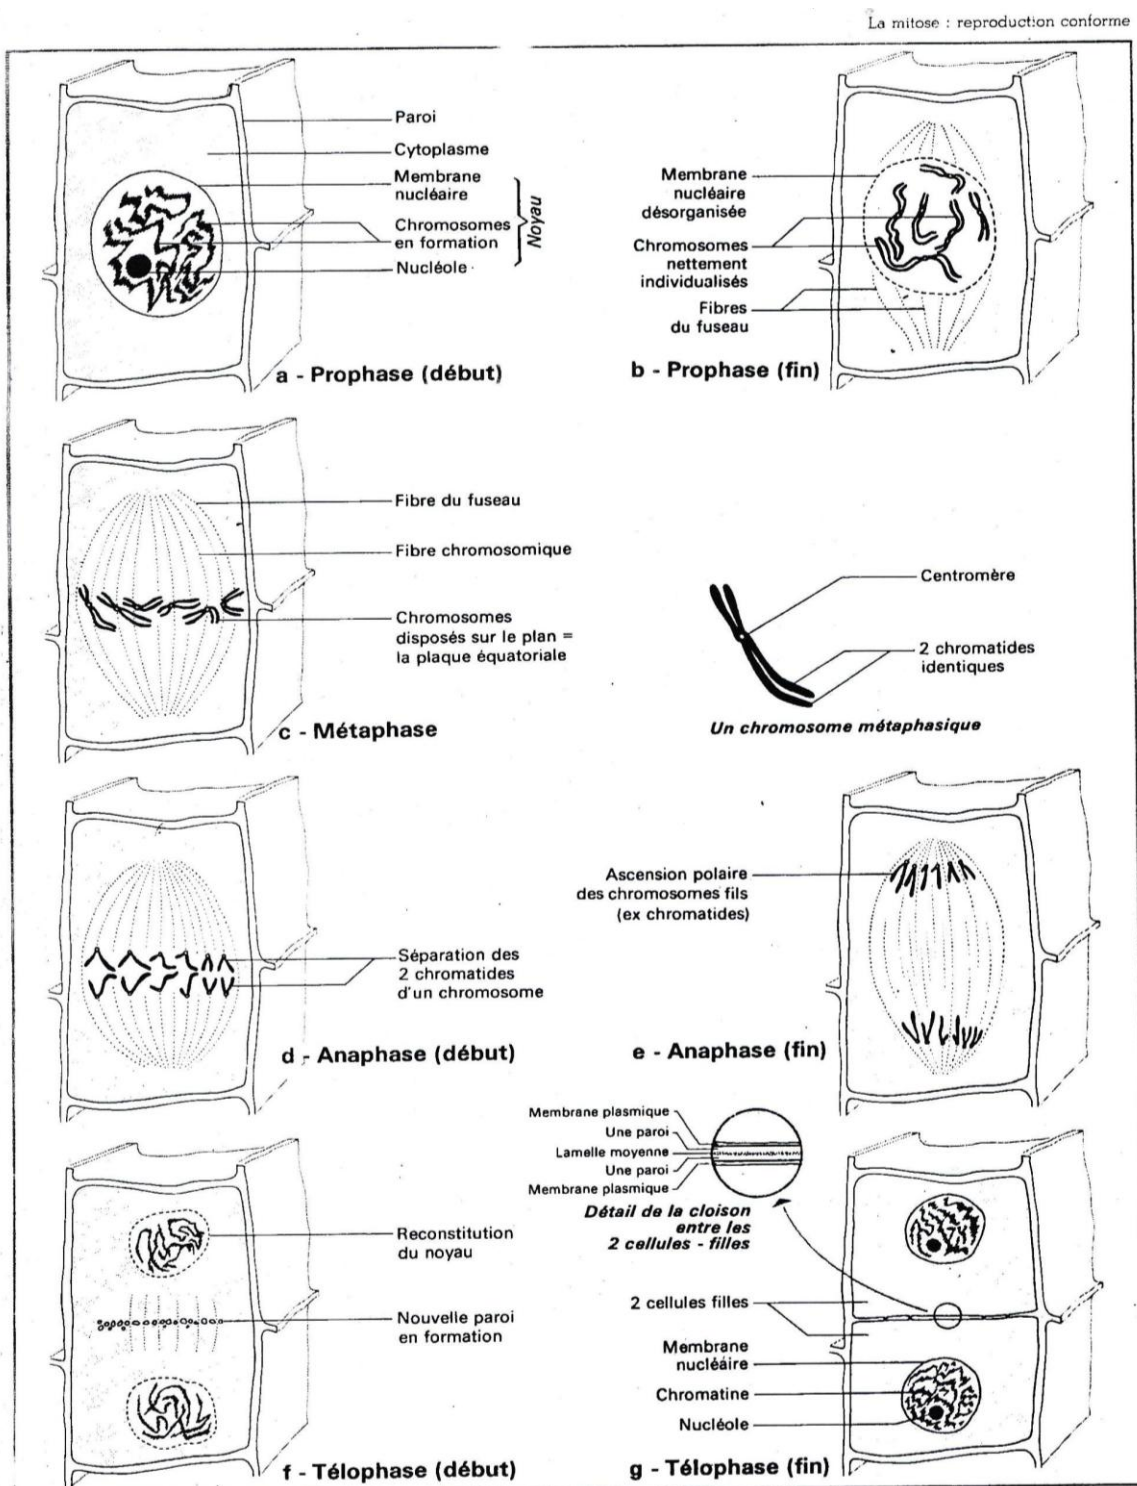 La mitose : reproduction conforme
Paroi
Cytoplasme
Membrane
nucléaire
Chromosomes
en formation
Nucléole
Noyau
a - Prophase (début)
Membrane
nucléaire
désorganisée
Chromosomes
nettement
individualisés
Fibres
du fuseau
b - Prophase (fin)
Fibre du fuseau
Fibre chromosomique
Chromosomes
disposés sur le plan =
la plaque équatoriale
c - Métaphase
Centromère
2 chromatides
identiques
Un chromosome métaphasique
Séparation des
2 chromatides
d'un chromosome
d - Anaphase (début)
Ascension polaire
des chromosomes fils
(ex chromatides)
e - Anaphase (fin)
Reconstitution
du noyau
Nouvelle paroi
en formation
f - Télophase (début)
Membrane plasmique
Une paroi
Lamelle moyenne
Une paroi
Membrane plasmique
Détail de la cloison
entre les
2 cellules - filles
2 cellules filles
Membrane
nucléáire
Chromatine
Nucléole
g - Télophase (fin)